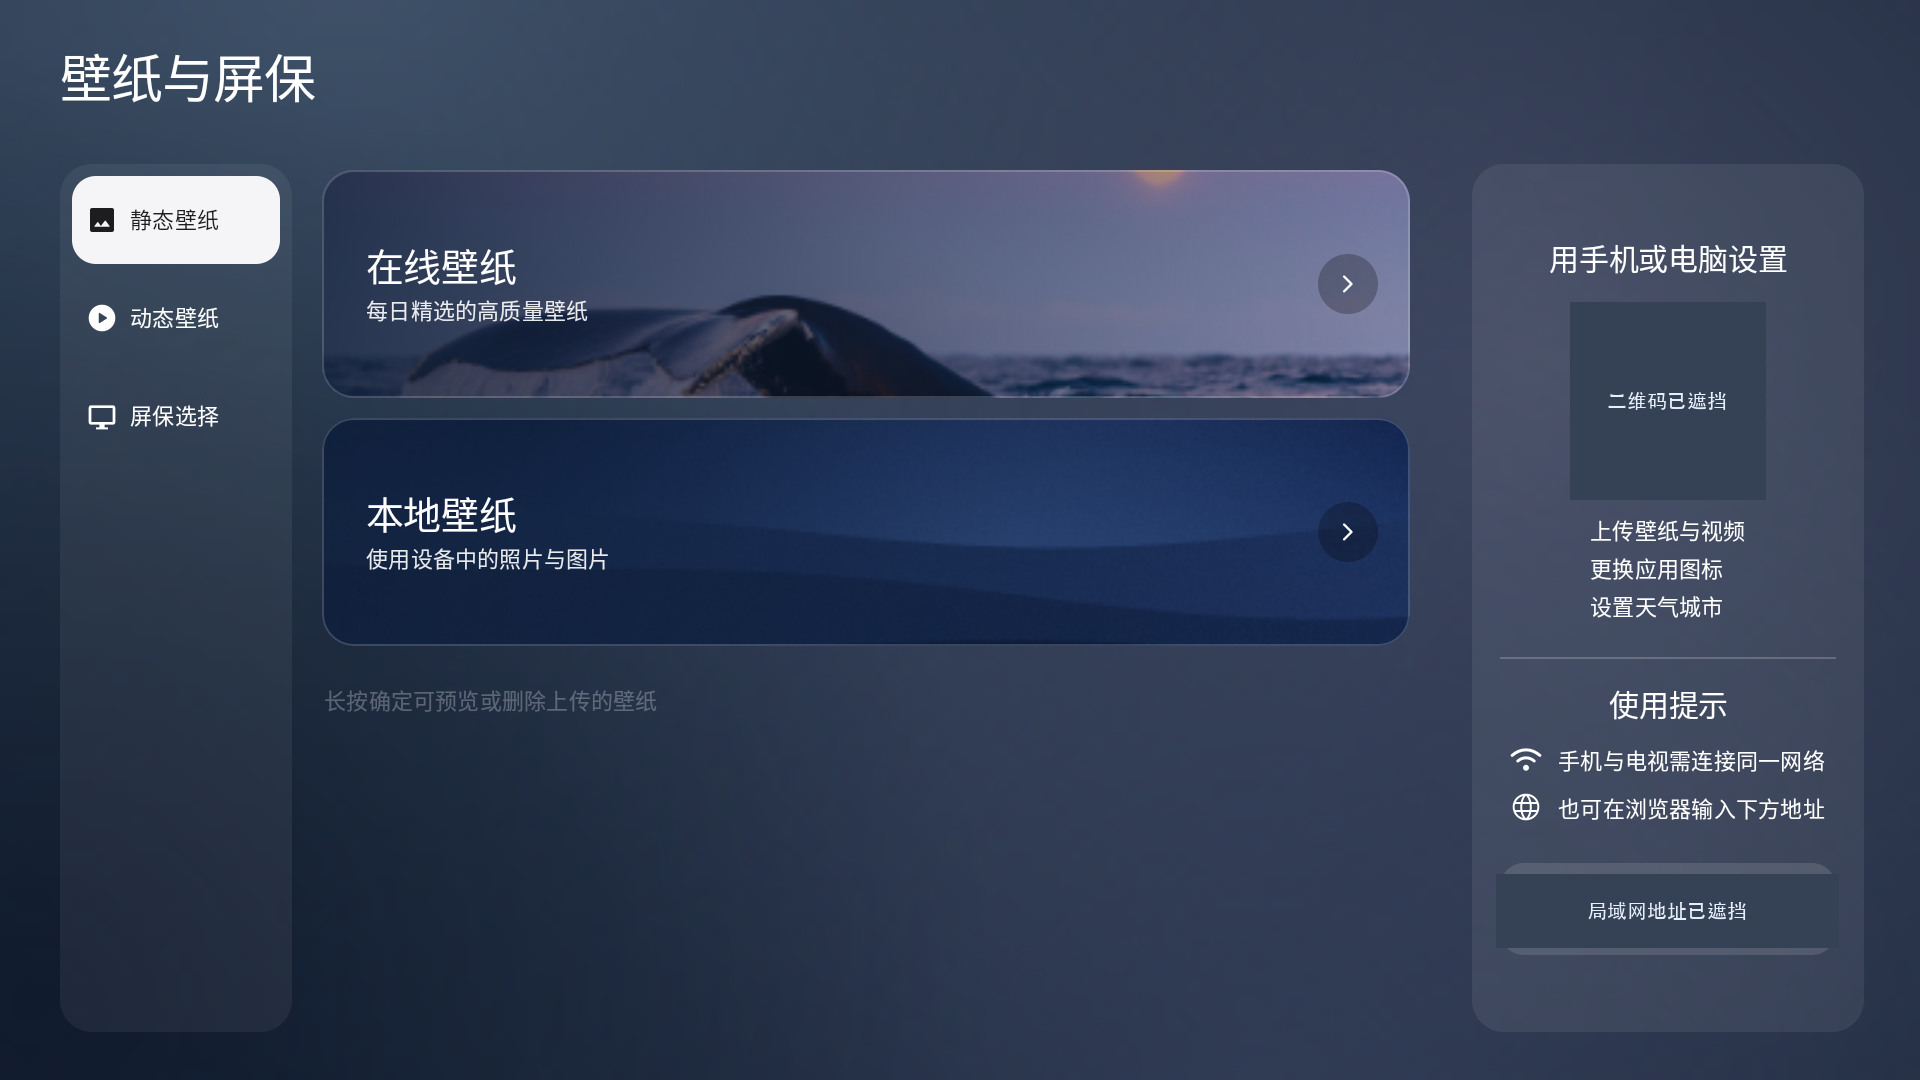 壁纸与屏保
静态壁纸
动态壁纸
屏保选择
在线壁纸
每日精选的高质量壁纸
本地壁纸
使用设备中的照片与图片
长按确定可预览或删除上传的壁纸
用手机或电脑设置
二维码已遮挡
上传壁纸与视频
更换应用图标
设置天气城市
使用提示
手机与电视需连接同一网络
也可在浏览器输入下方地址
局域网地址已遮挡